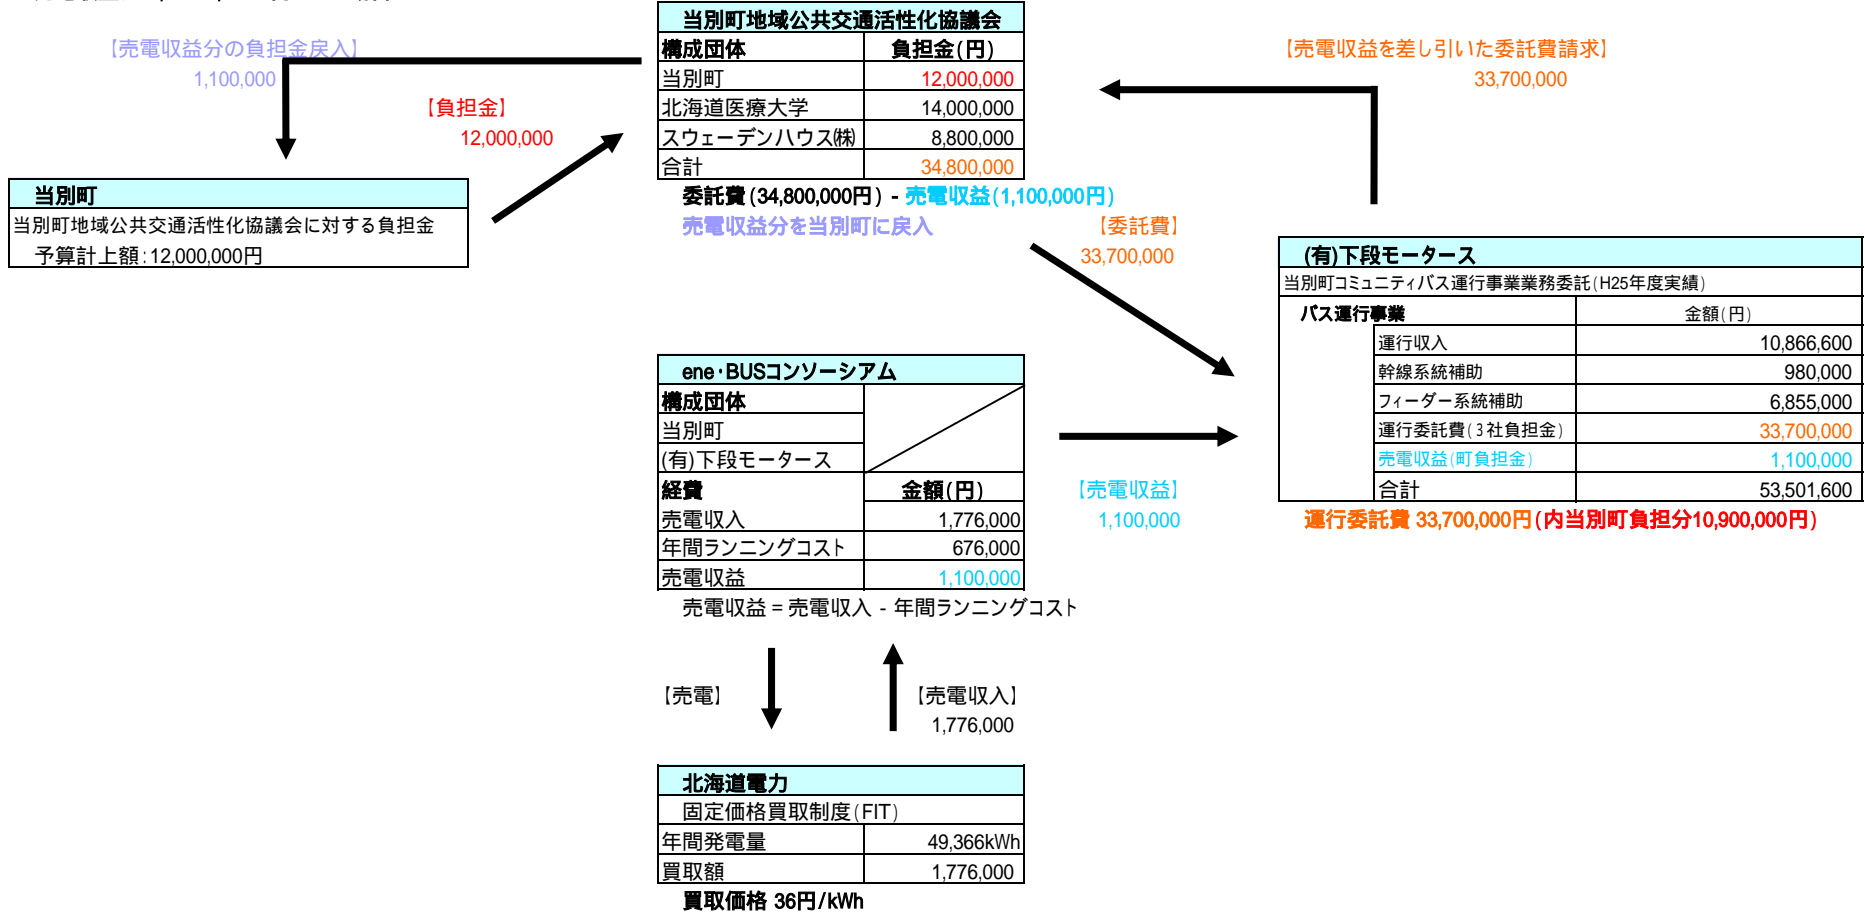 【売電収益分の負担金戻入】
1,100,000
【負担金】
12,000,000
当別町
当別町地域公共交通活性化協議会に対する負担金
予算計上額:12,000,000円
当別町地域公共交通活性化協議会
構成団体 負担金(円)
当別町 12,000,000
北海道医療大学 14,000,000
スウェーデンハウス㈱ 8,800,000
合計 34,800,000
委託費(34,800,000円) - 売電収益(1,100,000円)
売電収益分を当別町に戻入
【委託費】
33,700,000
【売電収益を差し引いた委託費請求】
33,700,000
(有)下段モータース
当別町コミュニティバス運行事業業務委託(H25年度実績)
バス運行事業 金額(円)
運行収入 10,866,600
幹線系統補助 980,000
フィーダー系統補助 6,855,000
運行委託費(3社負担金) 33,700,000
売電収益(町負担金) 1,100,000
合計 53,501,600
運行委託費 33,700,000円(内当別町負担分10,900,000円)
ene・BUSコンソーシアム
構成団体
当別町
(有)下段モータース
経費 金額(円)
売電収入 1,776,000
年間ランニングコスト 676,000
売電収益 1,100,000
売電収益 = 売電収入 - 年間ランニングコスト
【売電収益】
1,100,000
【売電】
【売電収入】
1,776,000
北海道電力
固定価格買取制度(FIT)
年間発電量 49,366kWh
買取額 1,776,000
買取価格 36円/kWh